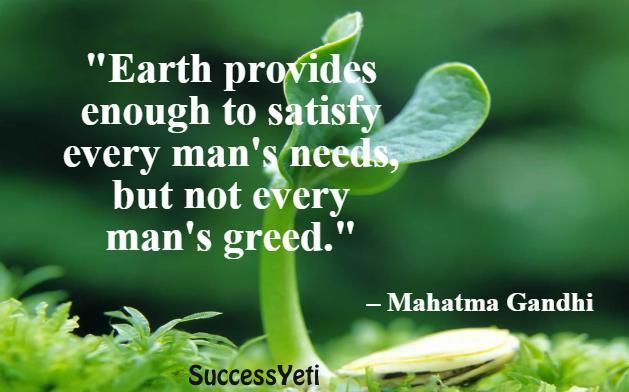 "Earth provides
enough to satisfy
every man's needs,
but not every
man's greed."
– Mahatma Gandhi
SuccessYeti